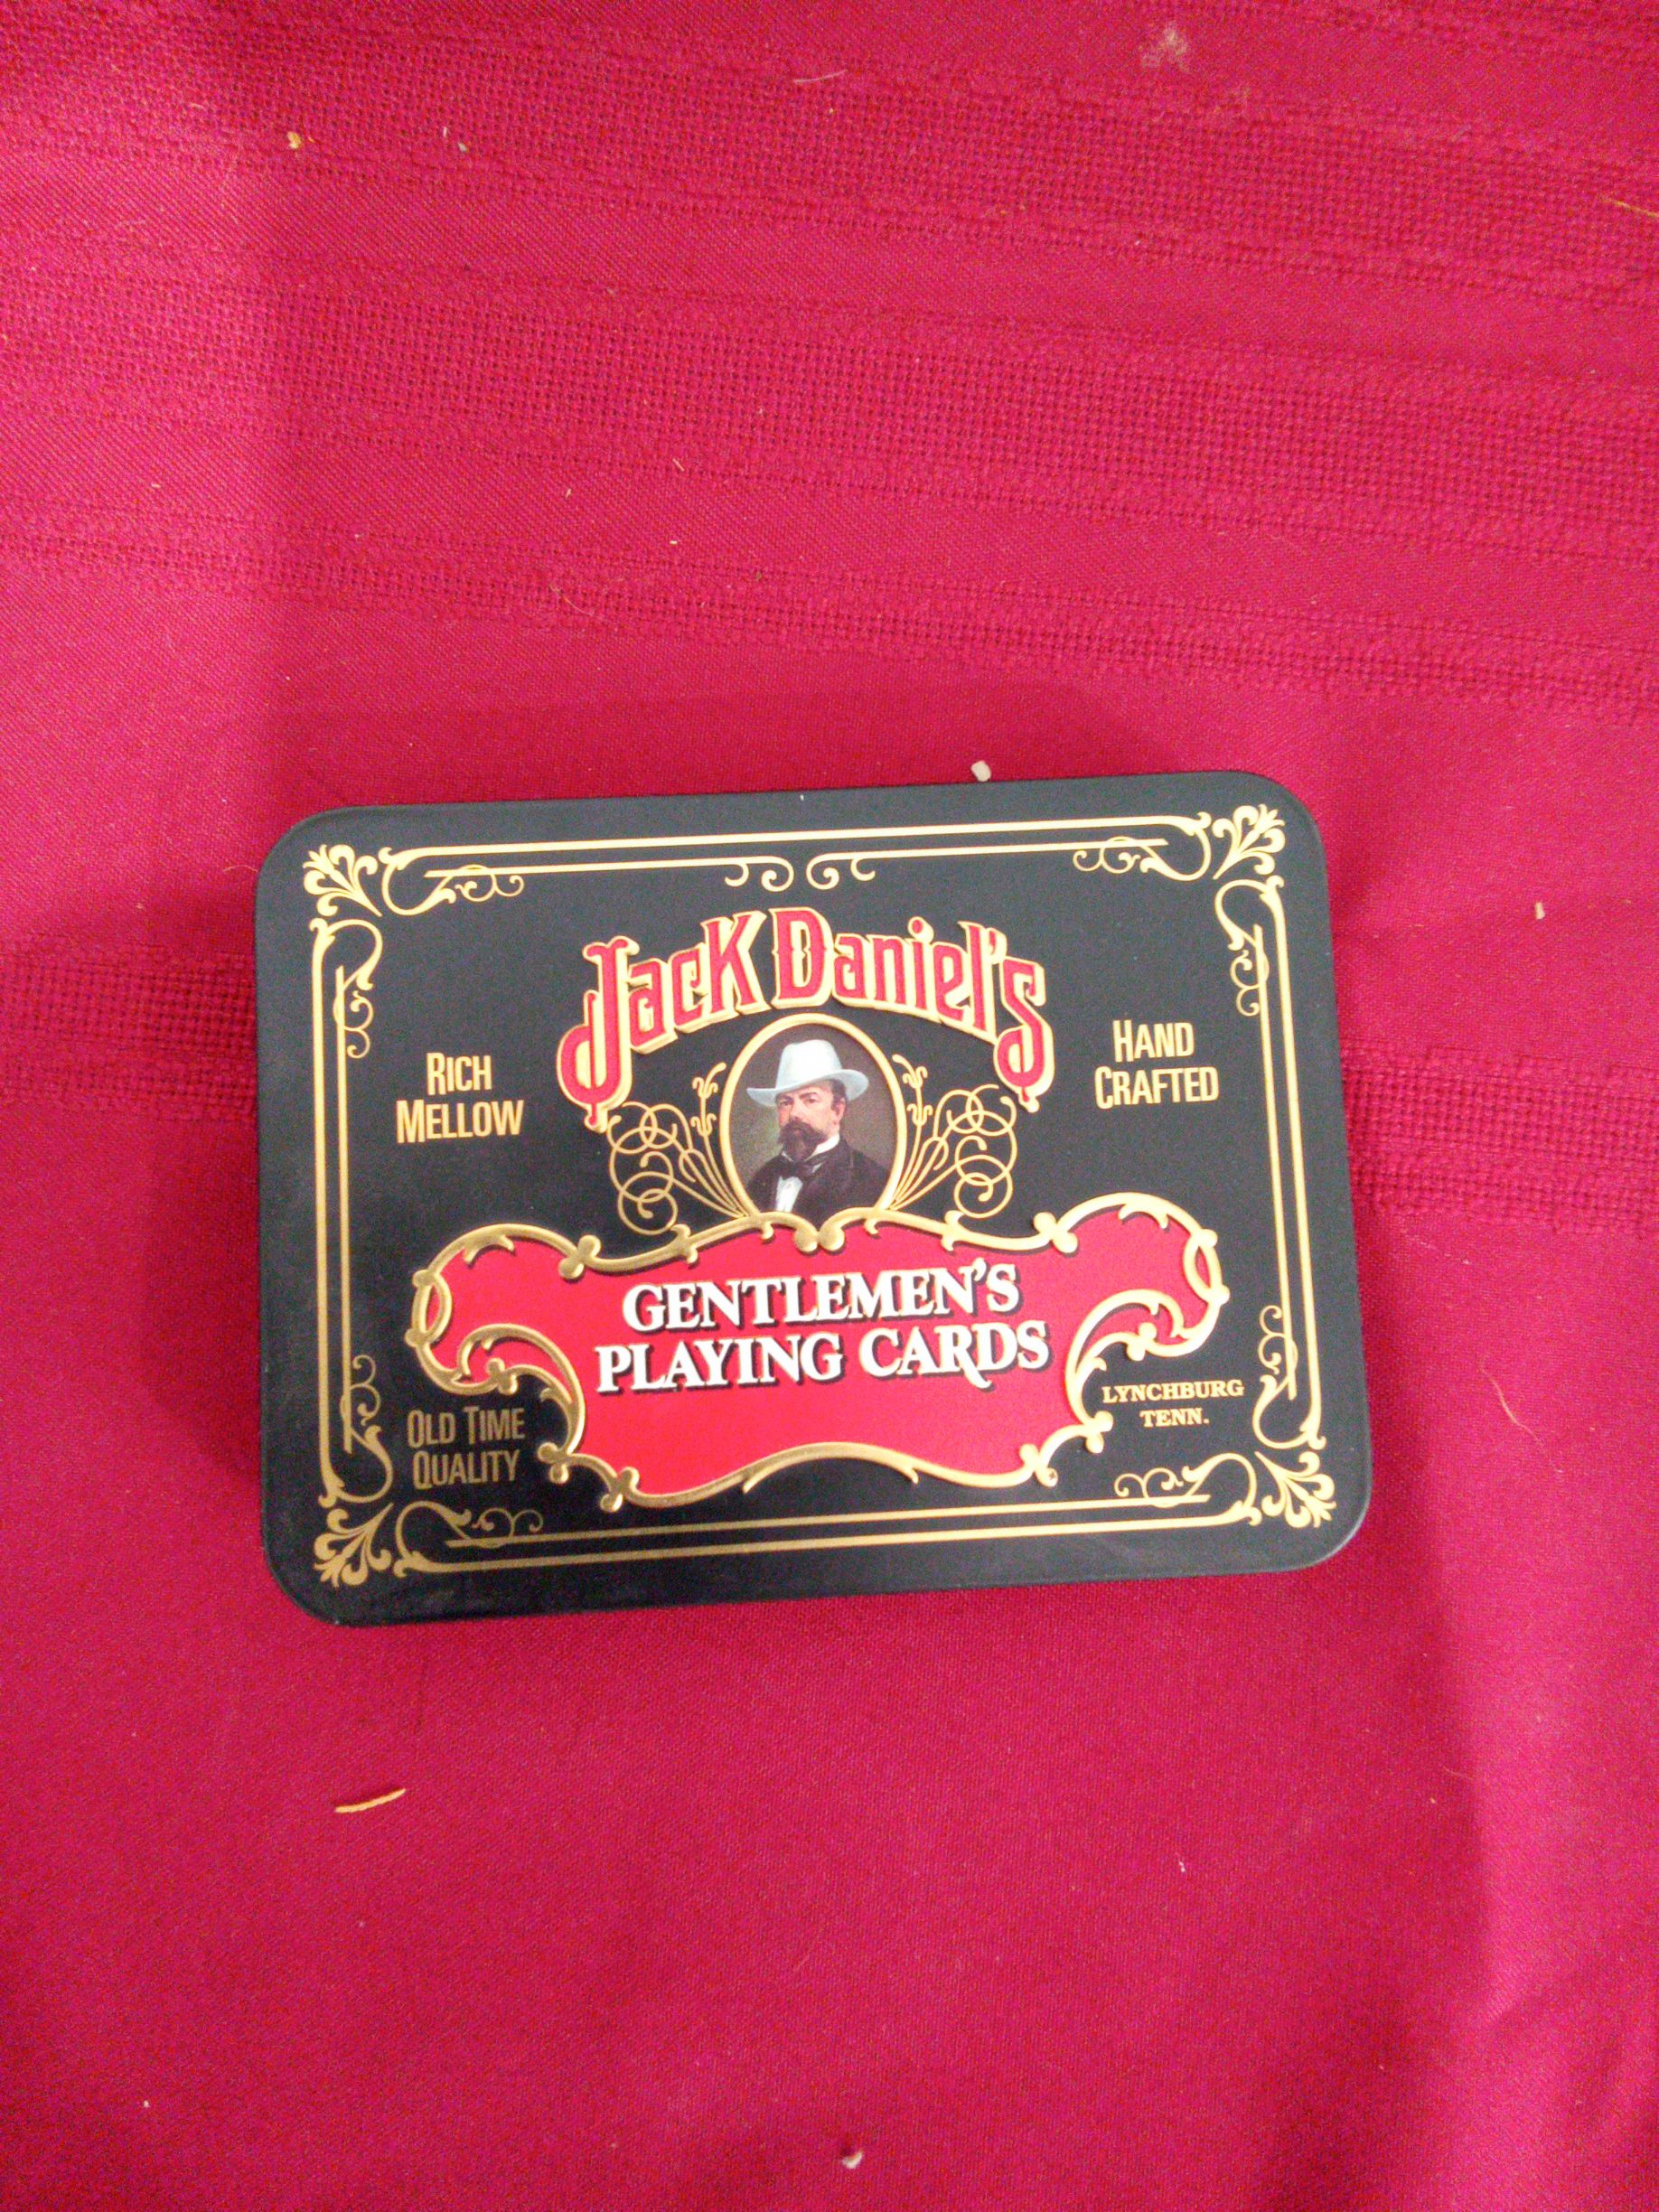 Jack Daniel's
RICH
MELLOW
HAND
CRAFTED
GENTLEMEN'S
PLAYING CARDS
OLD TIME
QUALITY
LYNCHBURG
TENN.